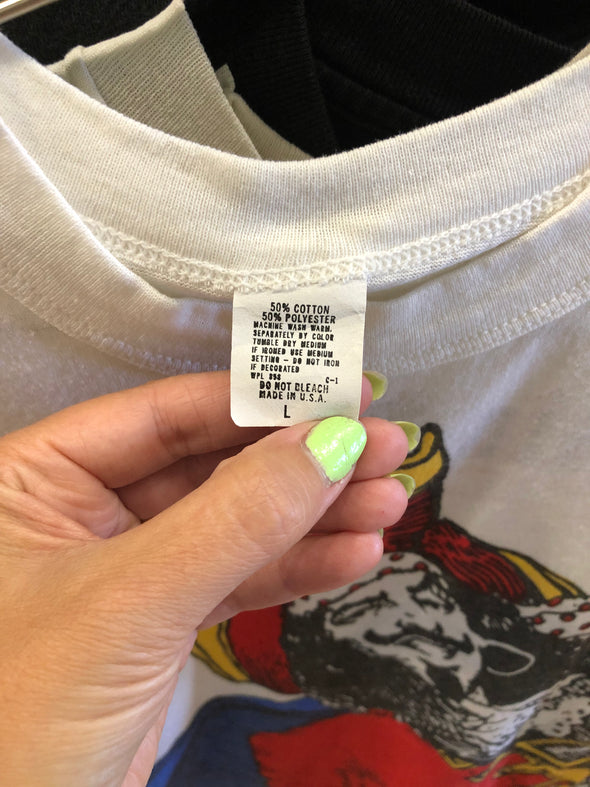 50% COTTON
50% POLYESTER
MACHINE WASH WARM,
SEPARATELY BY COLOR
TUMBLE DRY MEDIUM
IF IRONED USE MEDIUM
SETTING - DO NOT IRON
IF DECORATED
WPL 353 C-1
DO NOT BLEACH
MADE IN U.S.A.
L